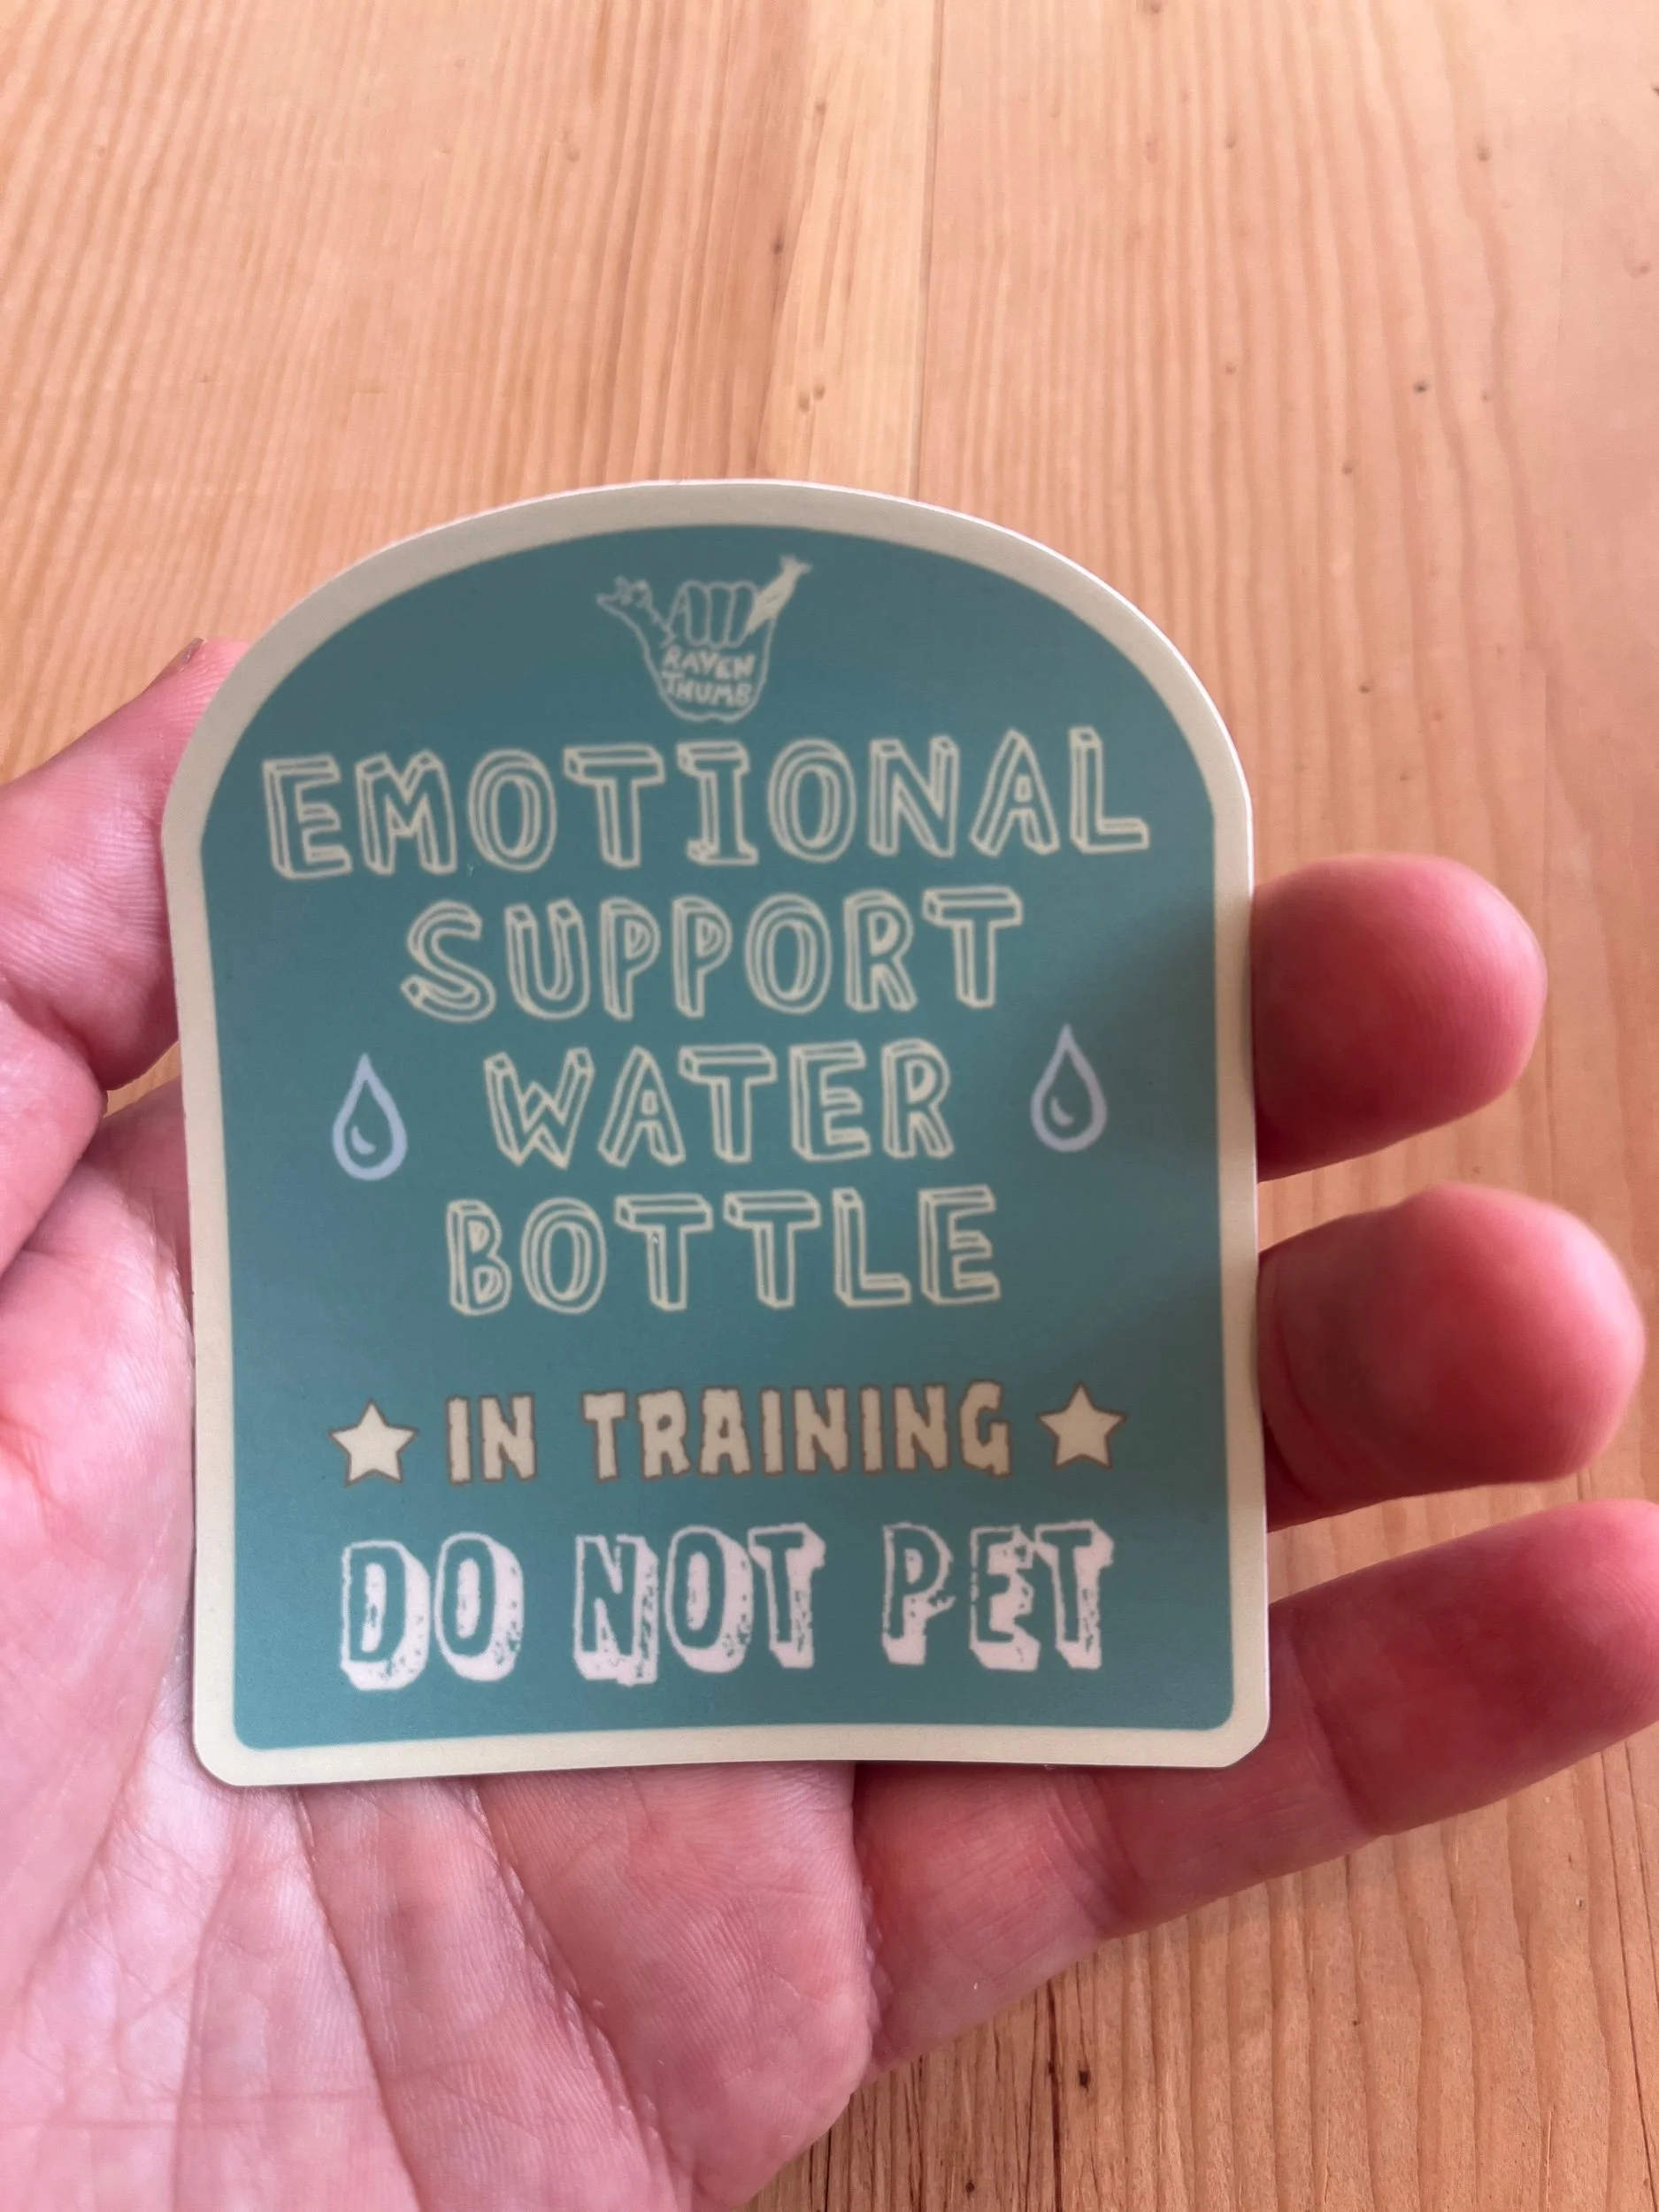 RAVEN
THUMB
EMOTIONAL
SUPPORT
WATER
BOTTLE
IN TRAINING
DO NOT PET